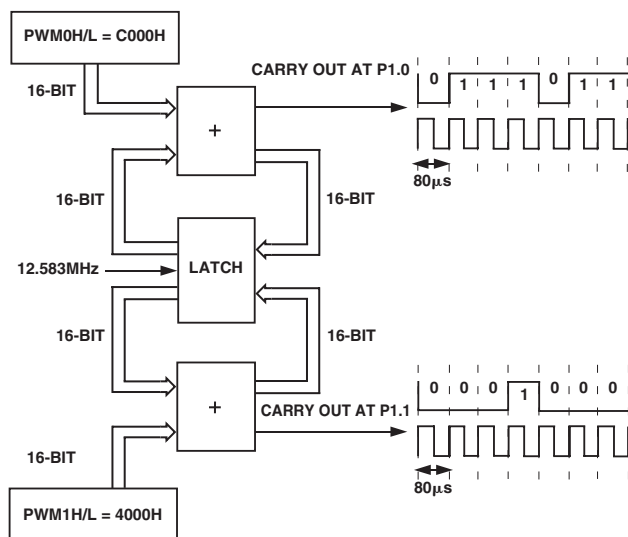 PWM0H/L = C000H
16-BIT
CARRY OUT AT P1.0
0 1 1 1 0 1 1
80μs
16-BIT
16-BIT
12.583MHz
LATCH
16-BIT
16-BIT
+
+
CARRY OUT AT P1.1
0 0 0 1 0 0 0
80μs
16-BIT
PWM1H/L = 4000H